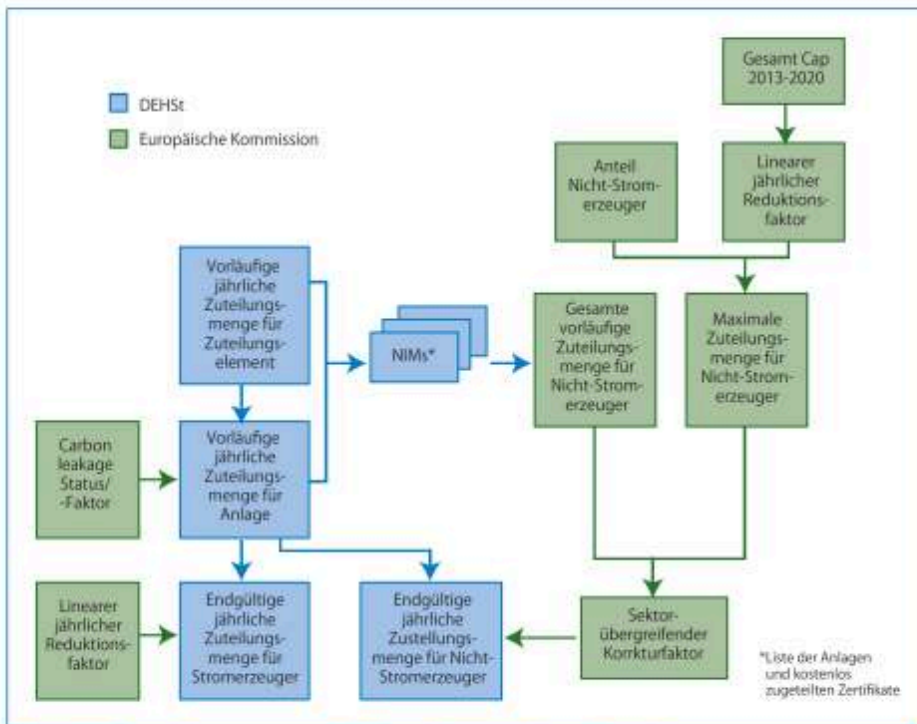 Gesamt Cap
2013-2020
DEHSt
Europäische Kommission
Anteil
Nicht-Strom-
erzeuger
Linearer
jährlicher
Reduktions-
faktor
Vorläufige
jährliche
Zuteilungs-
menge für
Zuteilungs-
element
NIMs*
Gesamte
vorläufige
Zuteilungs-
menge für
Nicht-Strom-
erzeuger
Maximale
Zuteilungs-
menge für
Nicht-Strom-
erzeuger
Carbon
leakage
Status/
-Faktor
Vorläufige
jährliche
Zuteilungs-
menge für
Anlage
Linearer
jährlicher
Reduktions-
faktor
Endgültige
jährliche
Zuteilungs-
menge für
Stromerzeuger
Endgültige
jährliche
Zustellungs-
menge für Nicht-
Stromerzeuger
Sektor-
übergreifender
Korrkturfaktor
*Liste der Anlagen
und kostenlos
zugeteilten Zertifikate